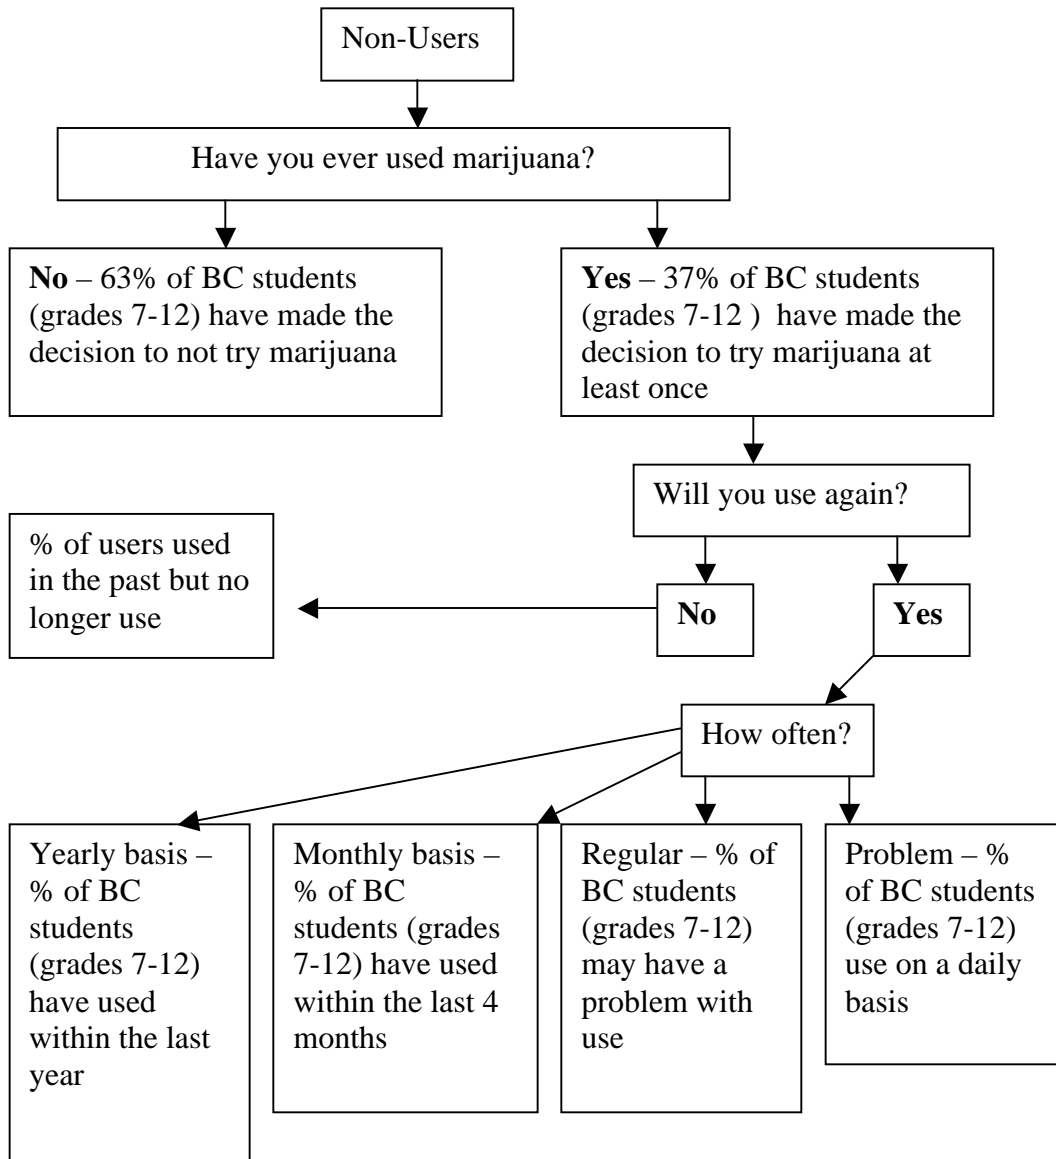 Non-Users
Have you ever used marijuana?
No – 63% of BC students
(grades 7-12) have made the
decision to not try marijuana
Yes – 37% of BC students
(grades 7-12 ) have made the
decision to try marijuana at
least once
Will you use again?
% of users used
in the past but no
longer use
No
Yes
How often?
Yearly basis –
% of BC
students
(grades 7-12)
have used
within the last
year
Monthly basis –
% of BC
students (grades
7-12) have used
within the last 4
months
Regular – % of
BC students
(grades 7-12)
may have a
problem with
use
Problem – %
of BC students
(grades 7-12)
use on a daily
basis